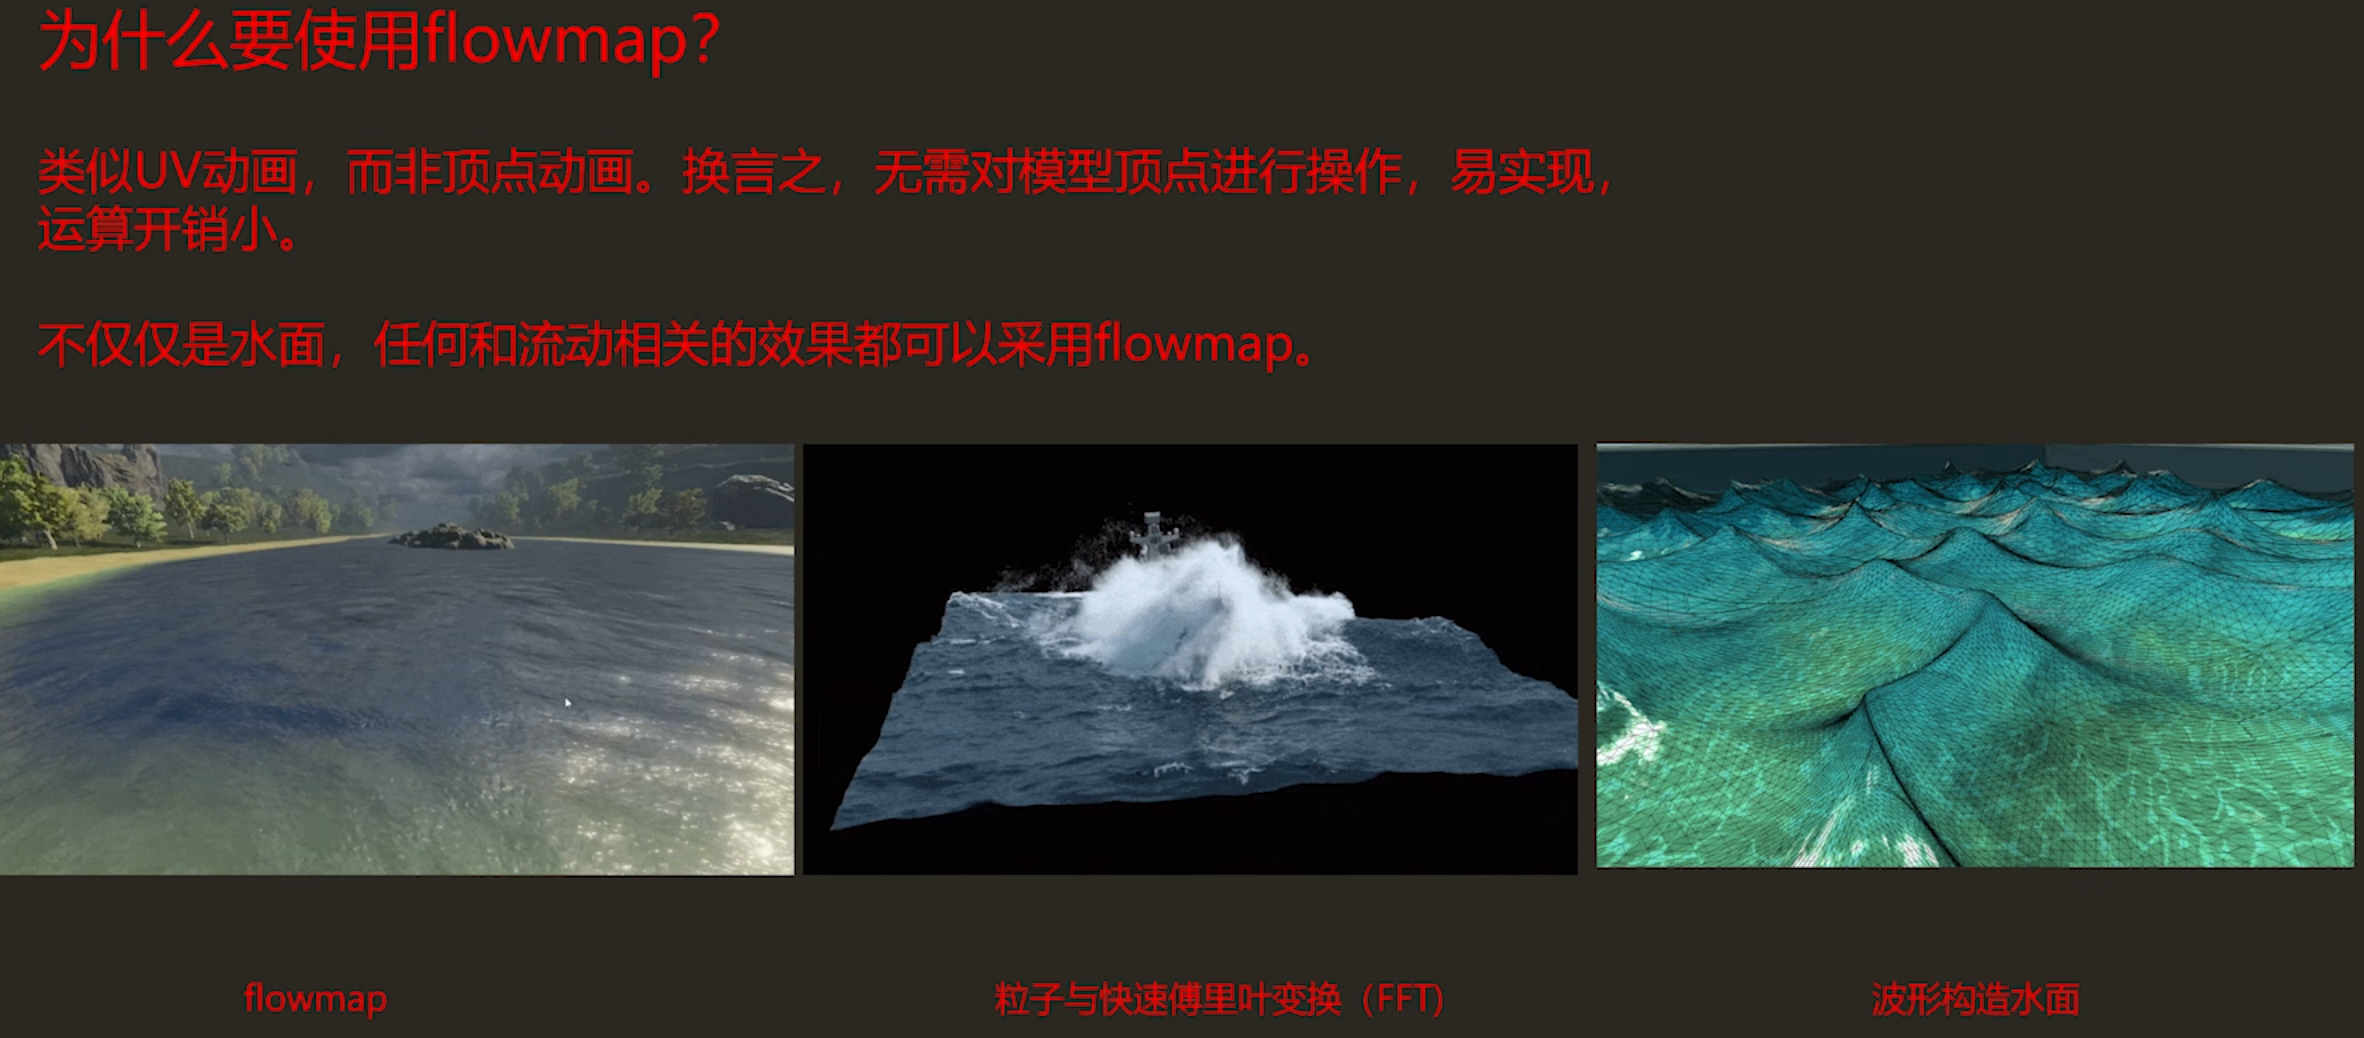 为什么要使用flowmap？
类似UV动画，而非顶点动画。换言之，无需对模型顶点进行操作，易实现，
运算开销小。
不仅仅是水面，任何和流动相关的效果都可以采用flowmap。
flowmap
粒子与快速傅里叶变换（FFT)
波形构造水面